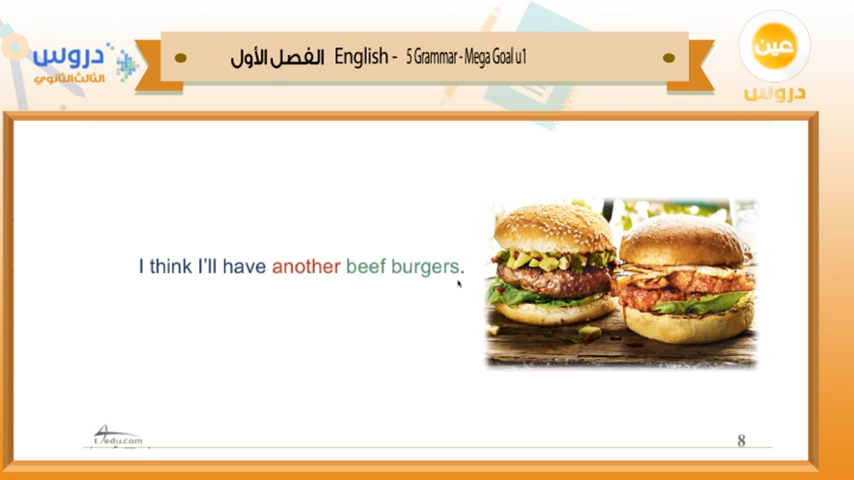 دروس
الثالث الثانوي
الفصل الأول English - 5 Grammar - Mega Goal u1
عين
دروس
I think I'll have another beef burgers.
t4edu.com
8